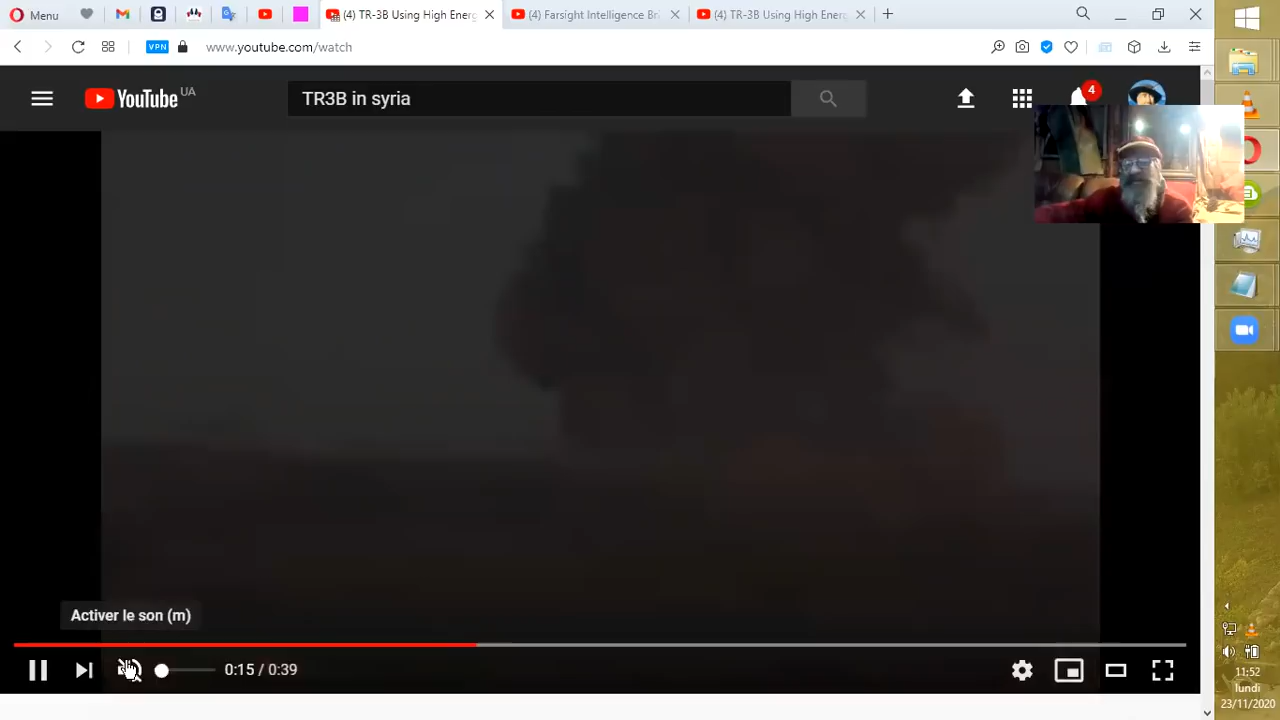 Menu
(4) TR-3B Using High Energ
(4) Farsight Intelligence Bri
(4) TR-3B Using High Energ
VPN
www.youtube.com/watch
YouTube UA
TR3B in syria
4
Activer le son (m)
0:15 / 0:39
11:52
lundi
23/11/2020